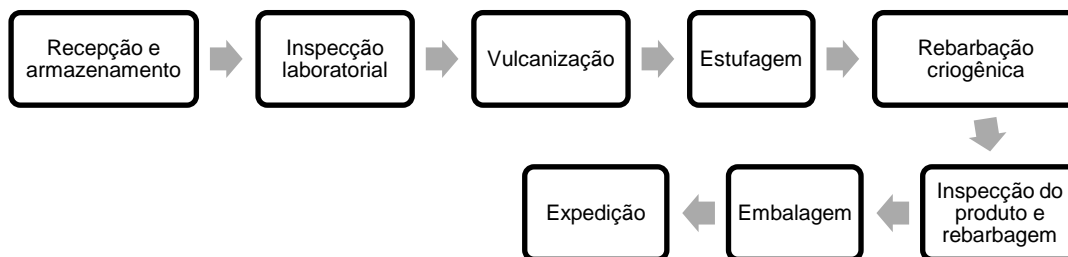 Recepção e
armazenamento
Inspecção
laboratorial
Vulcanização
Estufagem
Rebarbação
criogênica
Inspecção do
produto e
rebarbagem
Embalagem
Expedição